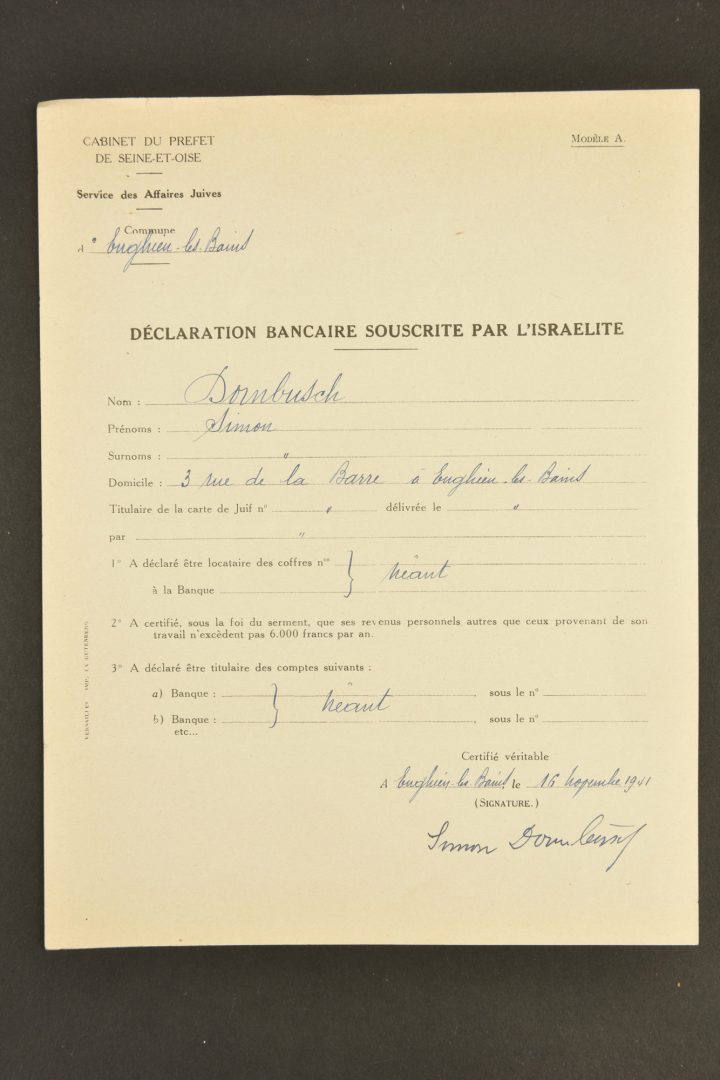 CABINET DU PREFET
DE SEINE-ET-OISE
MODÈLE A.
Service des Affaires Juives
Commune
d' Enghien-les-Bains
DÉCLARATION BANCAIRE SOUSCRITE PAR L'ISRAELITE
Nom : Dornbusch
Prénoms : Simon
Surnoms : "
Domicile : 3 rue de la Barre à Enghien-les-Bains
Titulaire de la carte de Juif n° " délivrée le "
par "
1° A déclaré être locataire des coffres nos
à la Banque
} néant
2° A certifié, sous la foi du serment, que ses revenus personnels autres que ceux provenant de son
travail n'excèdent pas 6.000 francs par an.
3° A déclaré être titulaire des comptes suivants :
a) Banque : sous le n°
} néant
b) Banque : sous le n°
etc...
Certifié véritable
A Enghien-les-Bains, le 16 novembre 1941
(SIGNATURE.)
Simon Dornbusch
VERSAILLES IMP. LA GUTENBERG